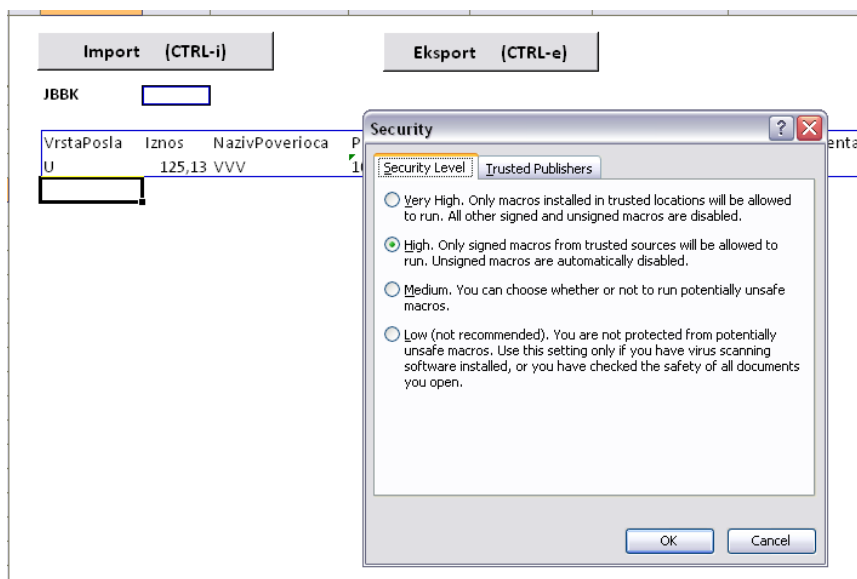 Import (CTRL-i)
Eksport (CTRL-e)
JBBK
VrstaPosla Iznos NazivPoverioca P
U 125,13 VVV 1
Security
Security Level Trusted Publishers
Very High. Only macros installed in trusted locations will be allowed
to run. All other signed and unsigned macros are disabled.
High. Only signed macros from trusted sources will be allowed to
run. Unsigned macros are automatically disabled.
Medium. You can choose whether or not to run potentially unsafe
macros.
Low (not recommended). You are not protected from potentially
unsafe macros. Use this setting only if you have virus scanning
software installed, or you have checked the safety of all documents
you open.
OK Cancel